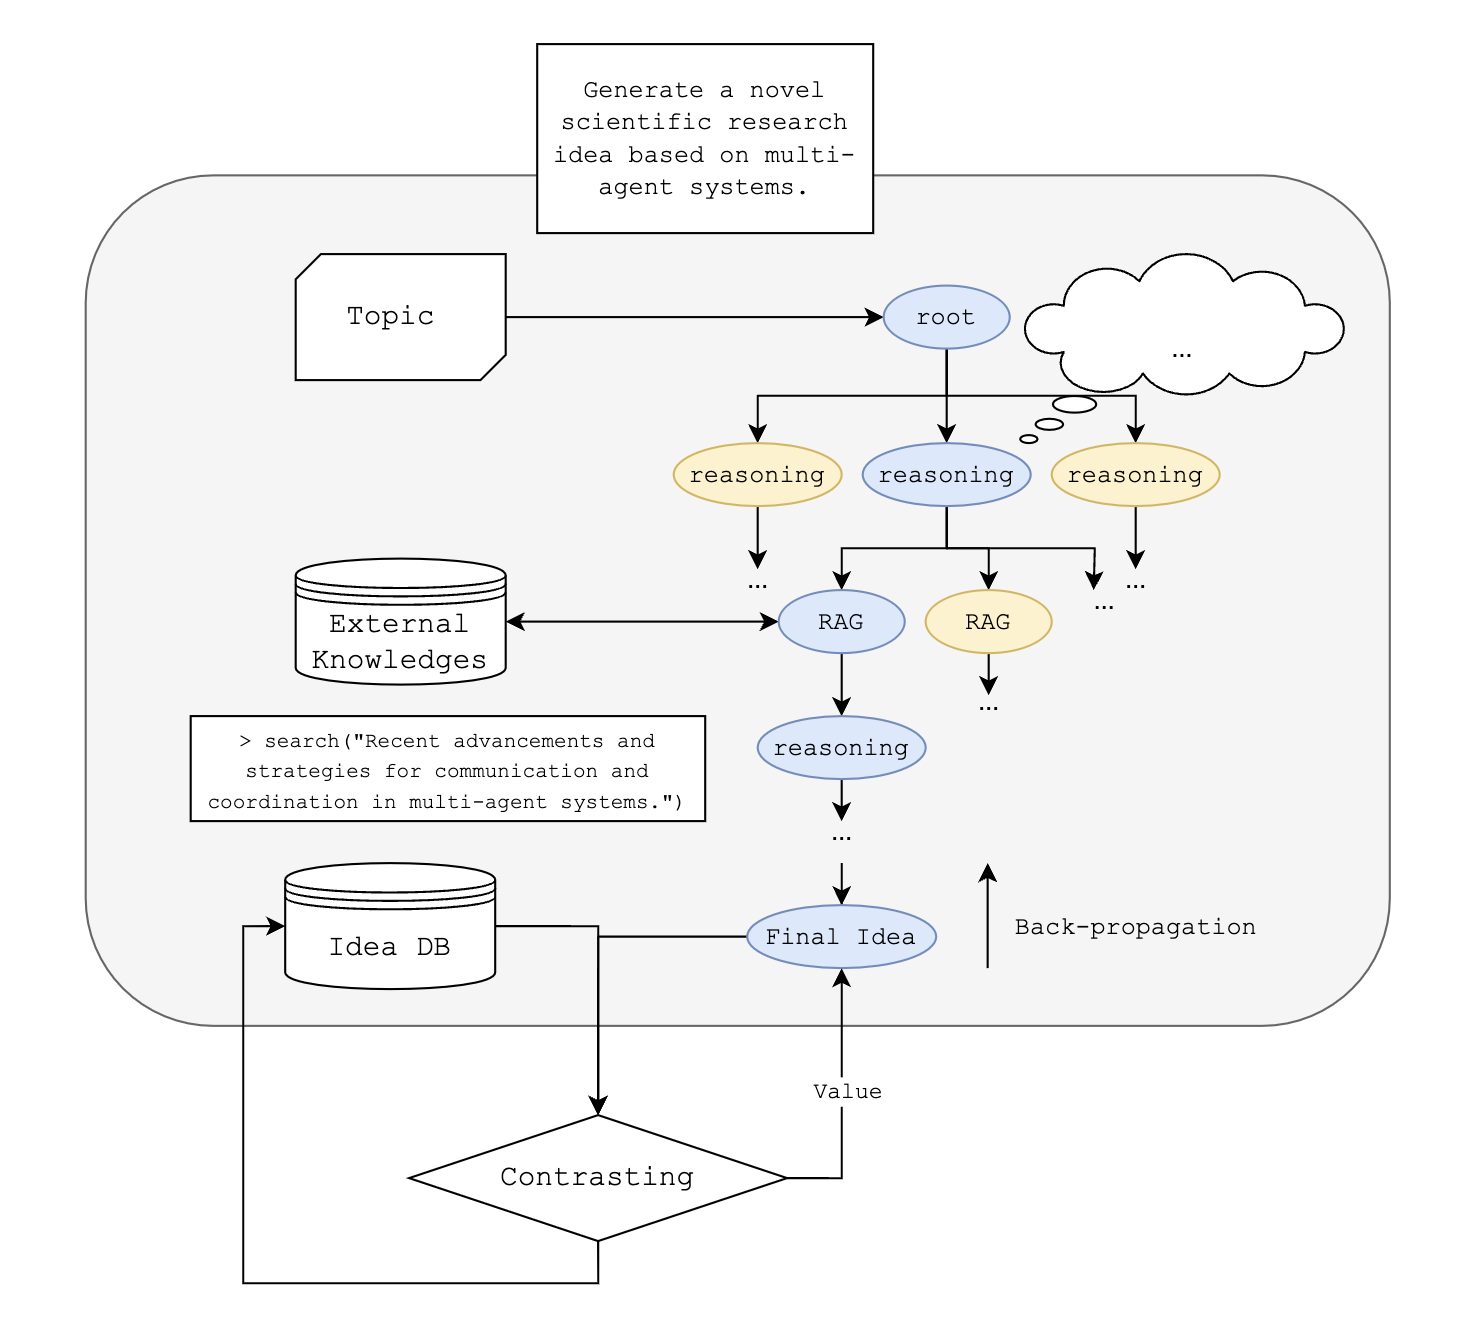 Generate a novel
scientific research
idea based on multi-
agent systems.
Topic
root
...
reasoning
reasoning
reasoning
...
...
...
External
Knowledges
RAG
RAG
...
> search("Recent advancements and
strategies for communication and
coordination in multi-agent systems.")
reasoning
...
Idea DB
Final Idea
Back-propagation
Value
Contrasting